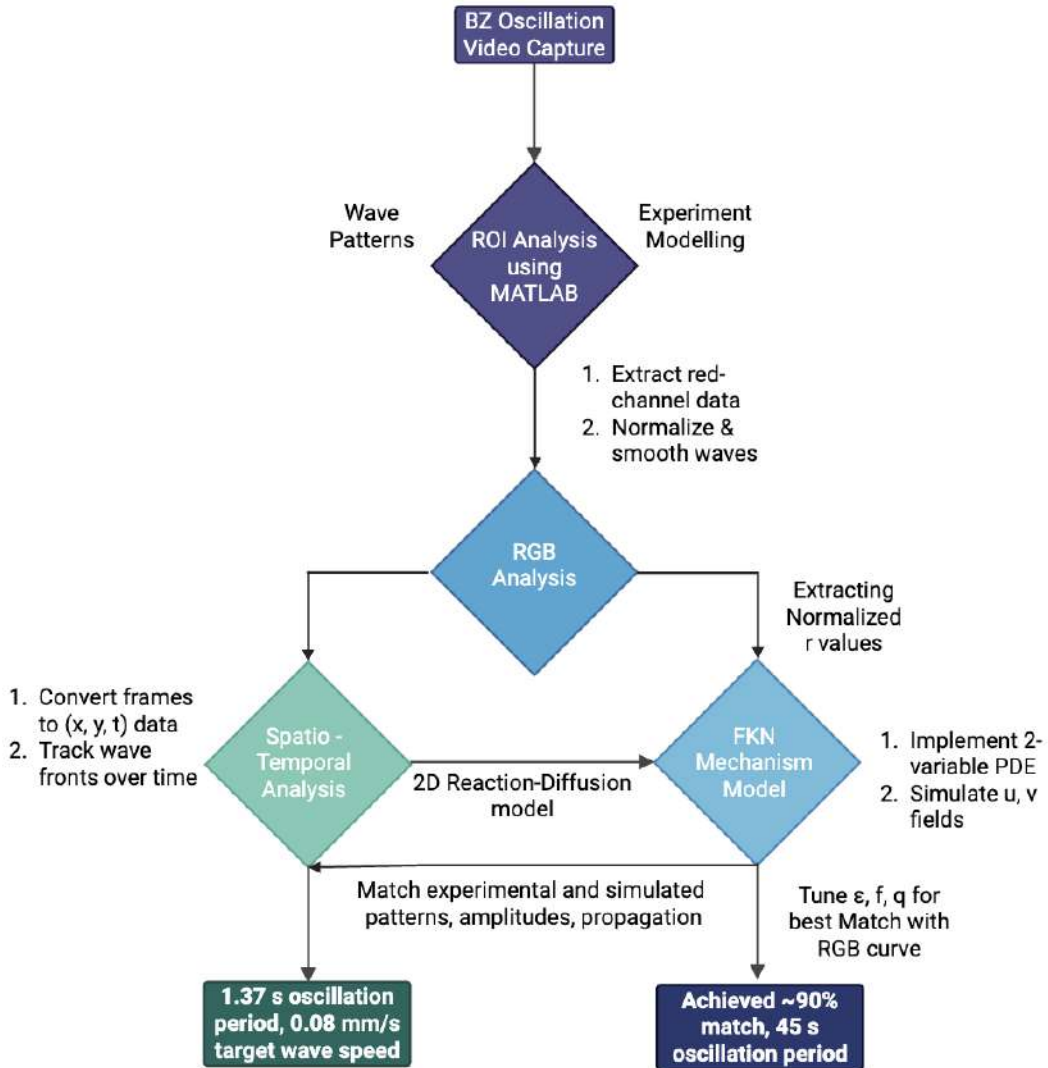 BZ Oscillation
Video Capture
Wave
Patterns
Experiment
Modelling
ROI Analysis
using
MATLAB
1. Extract red-
channel data
2. Normalize &
smooth waves
RGB
Analysis
Extracting
Normalized
r values
1. Convert frames
to (x, y, t) data
2. Track wave
fronts over time
Spatio -
Temporal
Analysis
2D Reaction-Diffusion
model
FKN
Mechanism
Model
1. Implement 2-
variable PDE
2. Simulate u, v
fields
Match experimental and simulated
patterns, amplitudes, propagation
Tune ε, f, q for
best Match with
RGB curve
1.37 s oscillation
period, 0.08 mm/s
target wave speed
Achieved ~90%
match, 45 s
oscillation period